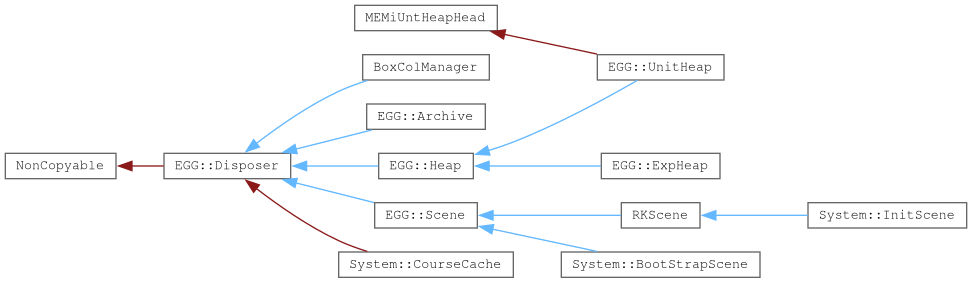 MEMiUntHeapHead
BoxColManager
EGG::UnitHeap
EGG::Archive
NonCopyable
EGG::Disposer
EGG::Heap
EGG::ExpHeap
EGG::Scene
RKScene
System::InitScene
System::CourseCache
System::BootStrapScene